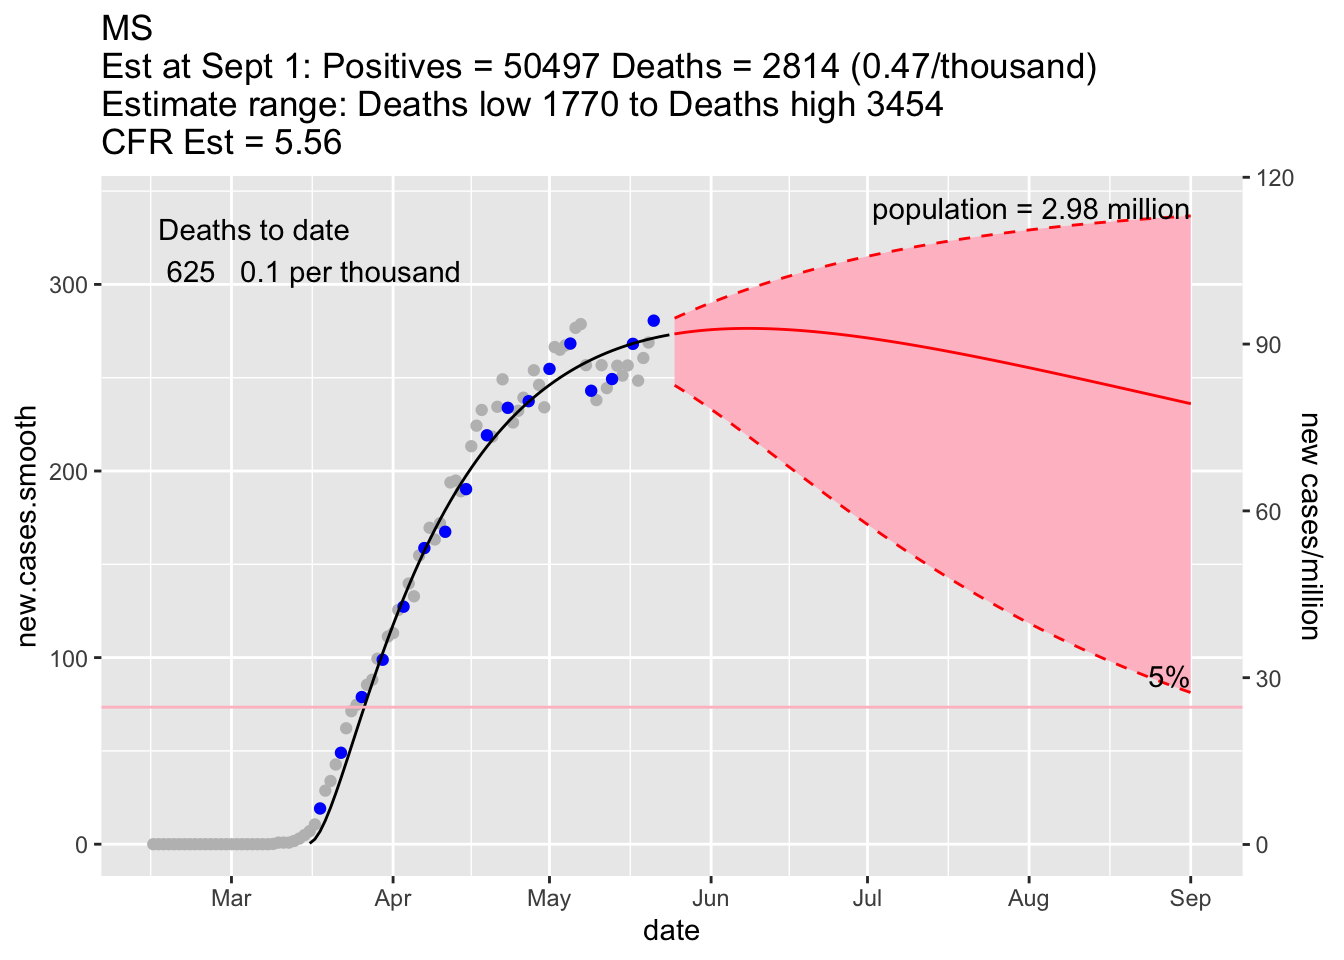 MS
Est at Sept 1: Positives = 50497 Deaths = 2814 (0.47/thousand)
Estimate range: Deaths low 1770 to Deaths high 3454
CFR Est = 5.56
Deaths to date
625 0.1 per thousand
population = 2.98 million
5%
300
200
100
0
new.cases.smooth
120
90
60
30
0
new cases/million
Mar Apr May Jun Jul Aug Sep
date